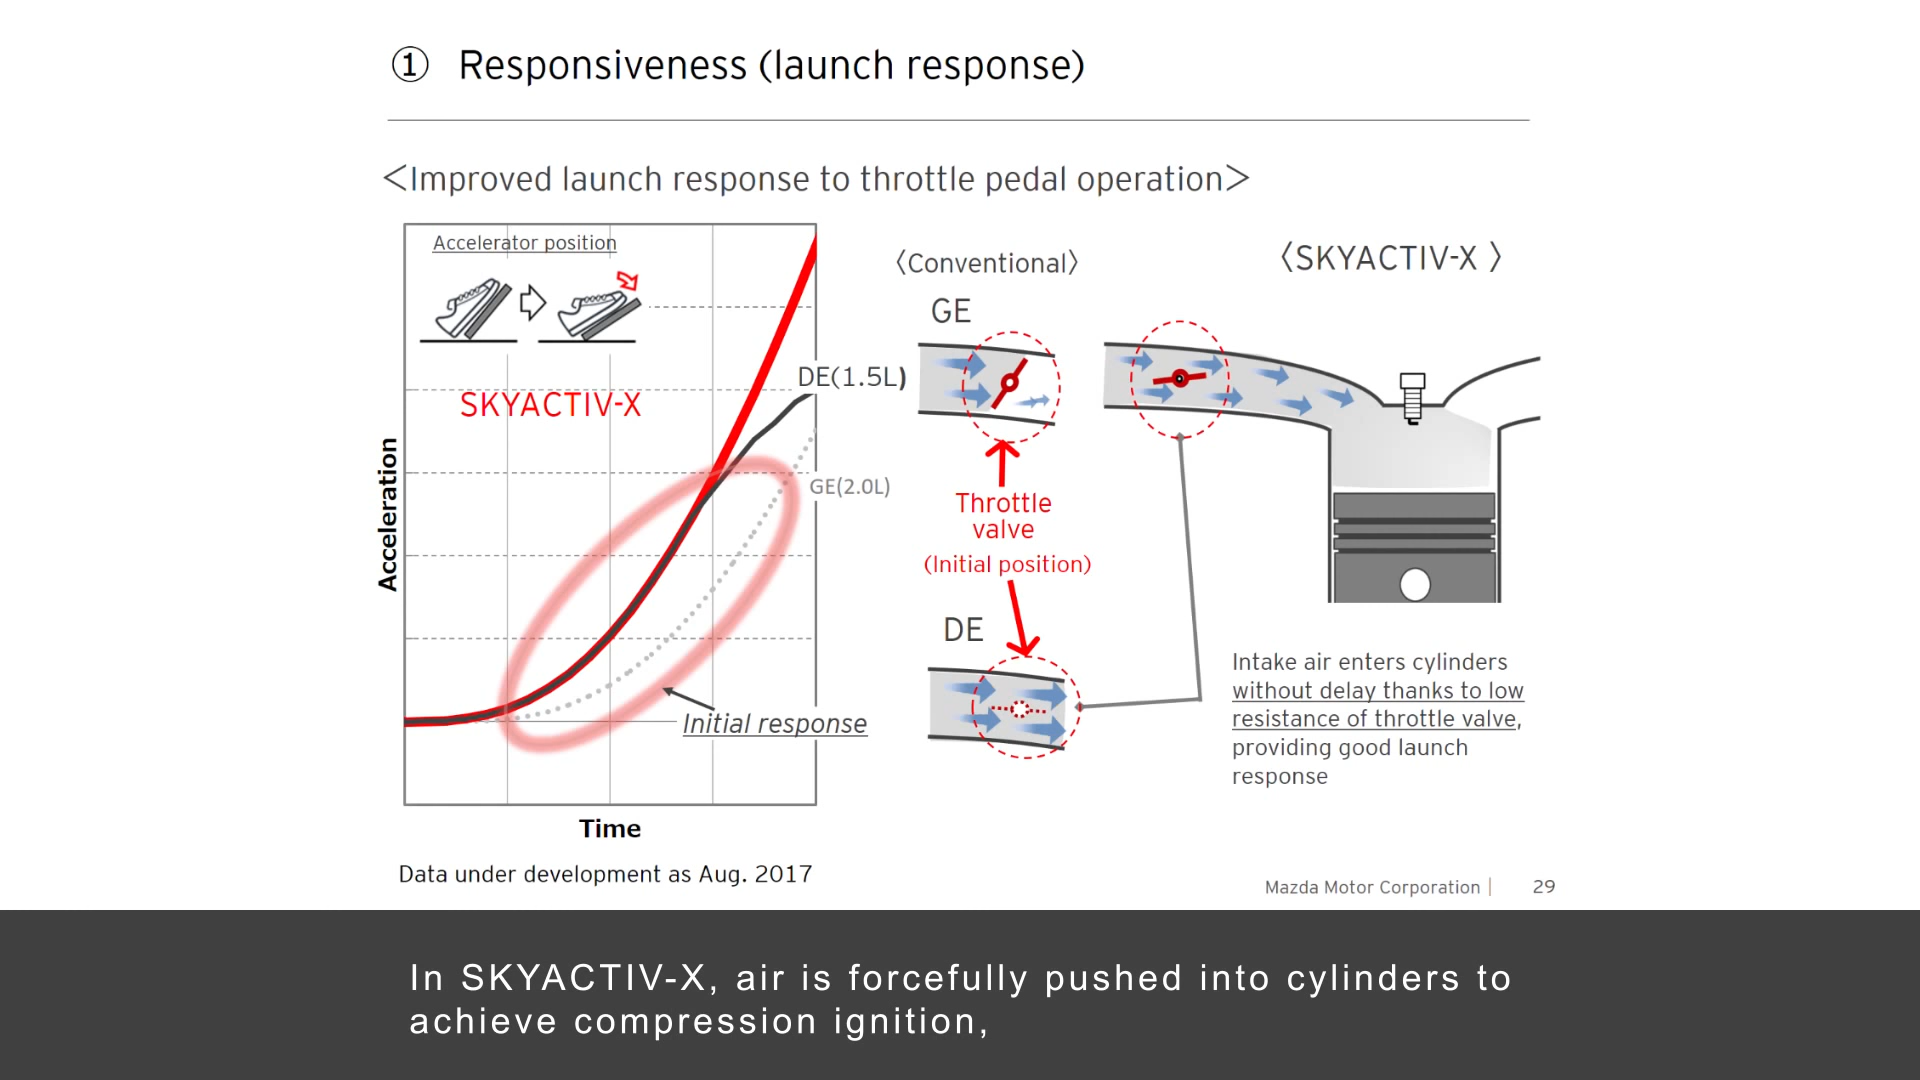 ① Responsiveness (launch response)
<Improved launch response to throttle pedal operation>
Accelerator position
SKYACTIV-X
DE(1.5L)
GE(2.0L)
Initial response
Acceleration
Time
Data under development as Aug. 2017
〈Conventional〉
GE
Throttle
valve
(Initial position)
DE
〈SKYACTIV-X 〉
Intake air enters cylinders
without delay thanks to low
resistance of throttle valve,
providing good launch
response
Mazda Motor Corporation | 29
In SKYACTIV-X, air is forcefully pushed into cylinders to
achieve compression ignition,